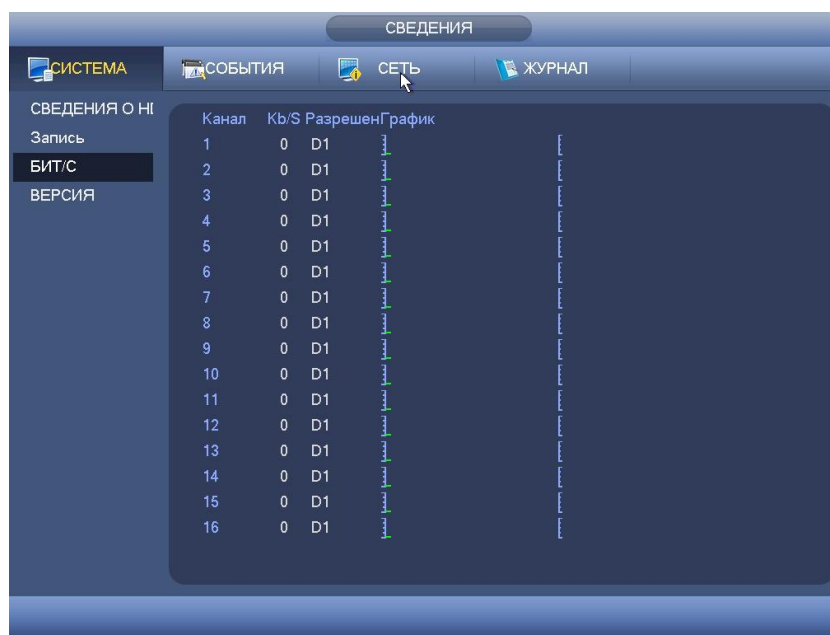 СВЕДЕНИЯ
СИСТЕМА СОБЫТИЯ СЕТЬ ЖУРНАЛ
СВЕДЕНИЯ О HD
Запись
БИТ/С
ВЕРСИЯ
Канал Kb/S РазрешенГрафик
1 0 D1
2 0 D1
3 0 D1
4 0 D1
5 0 D1
6 0 D1
7 0 D1
8 0 D1
9 0 D1
10 0 D1
11 0 D1
12 0 D1
13 0 D1
14 0 D1
15 0 D1
16 0 D1